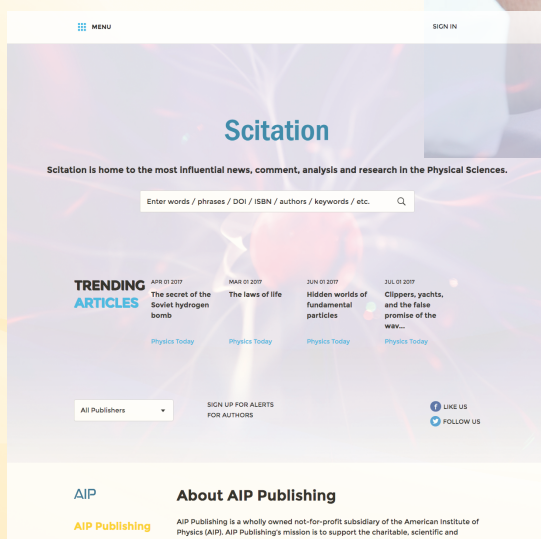 MENU
SIGN IN
Scitation
Scitation is home to the most influential news, comment, analysis and research in the Physical Sciences.
Enter words / phrases / DOI / ISBN / authors / keywords / etc.
TRENDING
ARTICLES
APR 01 2017
The secret of the
Soviet hydrogen
bomb
Physics Today
MAR 01 2017
The laws of life
Physics Today
JUN 01 2017
Hidden worlds of
fundamental
particles
Physics Today
JUL 01 2017
Clippers, yachts,
and the false
promise of the
wav...
Physics Today
All Publishers
SIGN UP FOR ALERTS
FOR AUTHORS
LIKE US
FOLLOW US
AIP
AIP Publishing
About AIP Publishing
AIP Publishing is a wholly owned not-for-profit subsidiary of the American Institute of
Physics (AIP). AIP Publishing's mission is to support the charitable, scientific and